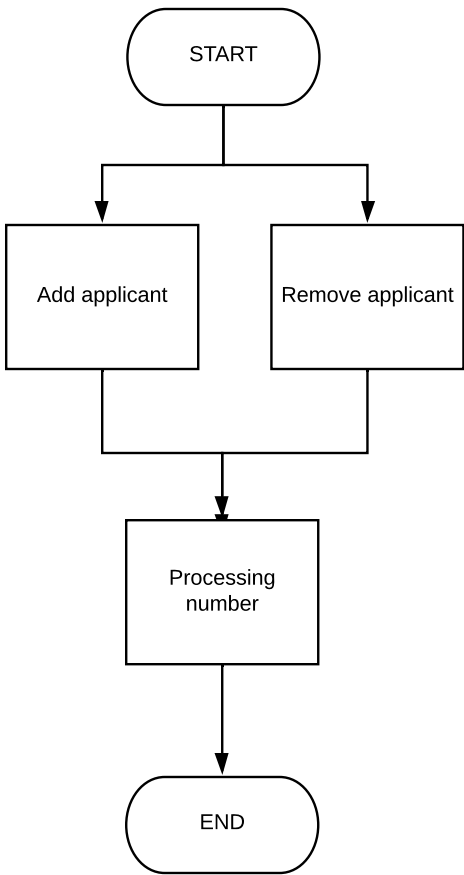 START
Add applicant
Remove applicant
Processing
number
END